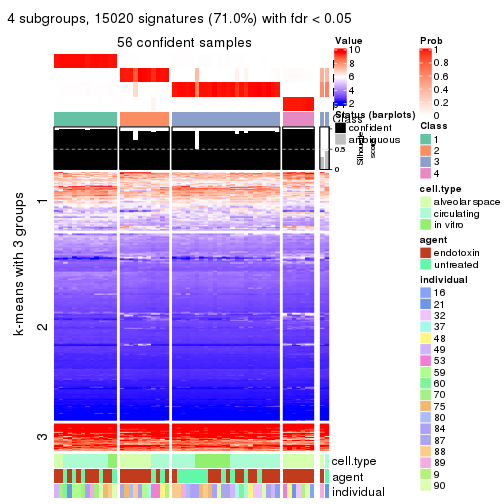 4 subgroups, 15020 signatures (71.0%) with fdr < 0.05
56 confident samples
k-means with 3 groups
1
2
3
Class
cell.type
agent
individual
Value
10
8
6
4
2
Status (barplots)
confident
ambiguous
1
0.5
0
Silhouette
score
Prob
1
0.8
0.6
0.4
0.2
0
Class
1
2
3
4
cell.type
alveolar space
circulating
in vitro
agent
endotoxin
untreated
individual
16
21
32
37
48
49
53
59
60
70
75
80
84
87
88
89
9
90